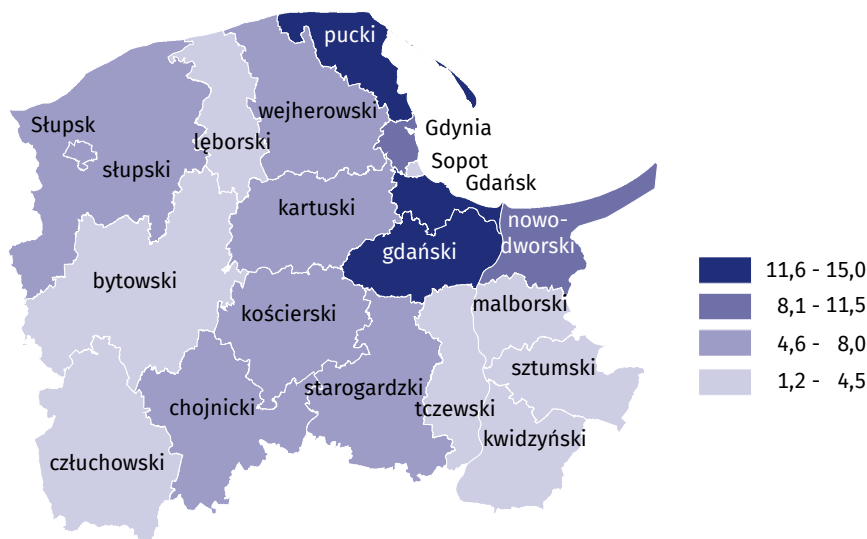 pucki
wejherowski
Gdynia
Słupsk
lęborski
Sopot
słupski
Gdańsk
kartuski
nowo-
dworski
gdański
bytowski
malborski
kościerski
sztumski
starogardzki
chojnicki
tczewski
kwidzyński
człuchowski
11,6 - 15,0
8,1 - 11,5
4,6 - 8,0
1,2 - 4,5